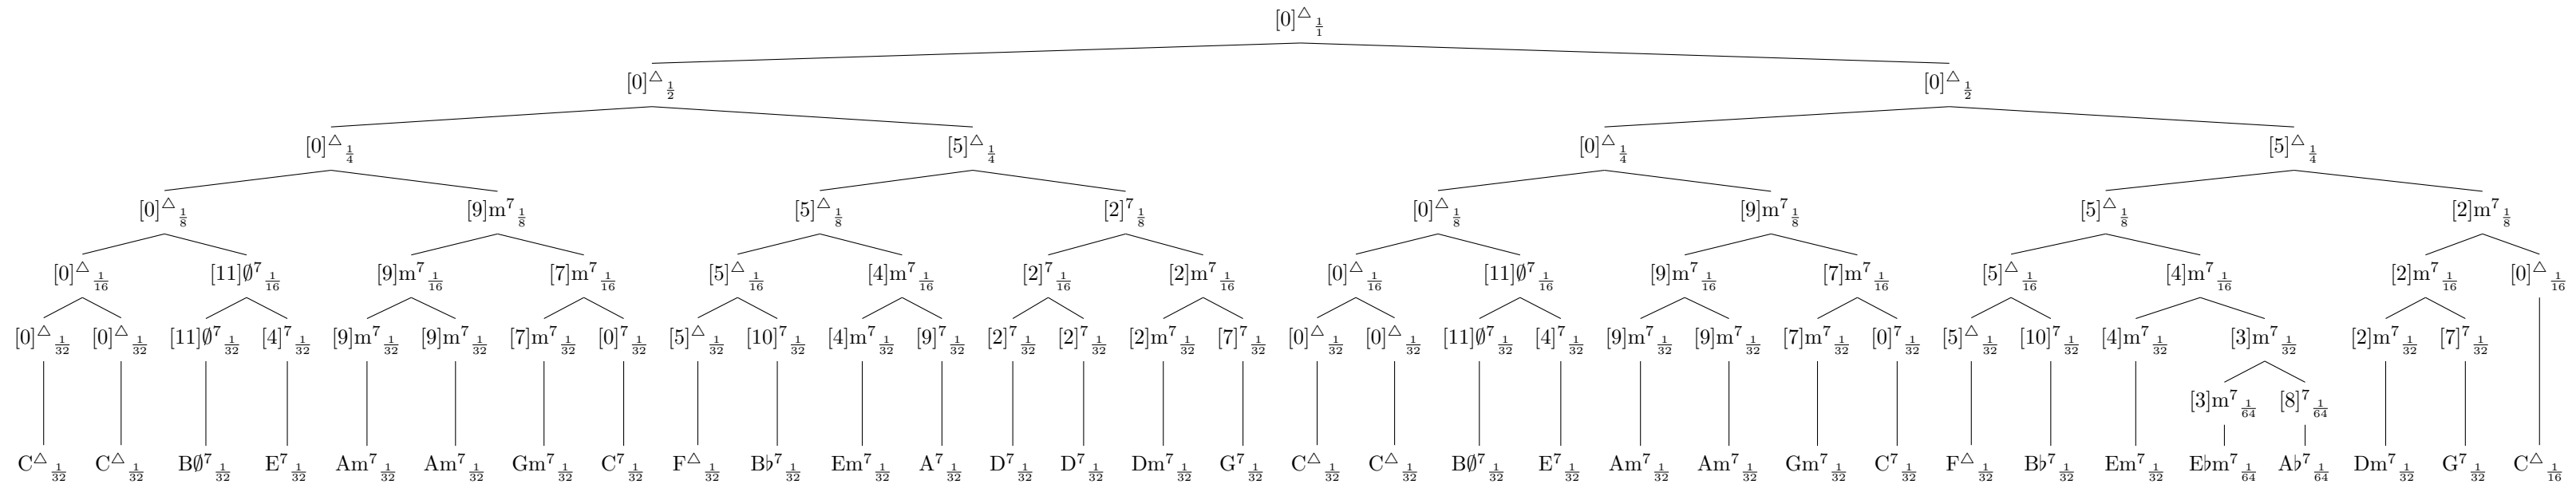 [0]△ 1/1
[0]△ 1/2 [0]△ 1/2
[0]△ 1/4 [5]△ 1/4 [0]△ 1/4 [5]△ 1/4
[0]△ 1/8 [9]m⁷ 1/8 [5]△ 1/8 [2]⁷ 1/8 [0]△ 1/8 [9]m⁷ 1/8 [5]△ 1/8 [2]m⁷ 1/8
[0]△ 1/16 [11]∅⁷ 1/16 [9]m⁷ 1/16 [7]m⁷ 1/16 [5]△ 1/16 [4]m⁷ 1/16 [2]⁷ 1/16 [2]m⁷ 1/16 [0]△ 1/16 [11]∅⁷ 1/16 [9]m⁷ 1/16 [7]m⁷ 1/16 [5]△ 1/16 [4]m⁷ 1/16 [2]m⁷ 1/16 [0]△ 1/16
[0]△ 1/32 [0]△ 1/32 [11]∅⁷ 1/32 [4]⁷ 1/32 [9]m⁷ 1/32 [9]m⁷ 1/32 [7]m⁷ 1/32 [0]⁷ 1/32 [5]△ 1/32 [10]⁷ 1/32 [4]m⁷ 1/32 [9]⁷ 1/32 [2]⁷ 1/32 [2]⁷ 1/32 [2]m⁷ 1/32 [7]⁷ 1/32 [0]△ 1/32 [0]△ 1/32 [11]∅⁷ 1/32 [4]⁷ 1/32 [9]m⁷ 1/32 [9]m⁷ 1/32 [7]m⁷ 1/32 [0]⁷ 1/32 [5]△ 1/32 [10]⁷ 1/32 [4]m⁷ 1/32 [3]m⁷ 1/32 [2]m⁷ 1/32 [7]⁷ 1/32
[3]m⁷ 1/64 [8]⁷ 1/64
C△ 1/32 C△ 1/32 B∅⁷ 1/32 E⁷ 1/32 Am⁷ 1/32 Am⁷ 1/32 Gm⁷ 1/32 C⁷ 1/32 F△ 1/32 B♭⁷ 1/32 Em⁷ 1/32 A⁷ 1/32 D⁷ 1/32 D⁷ 1/32 Dm⁷ 1/32 G⁷ 1/32 C△ 1/32 C△ 1/32 B∅⁷ 1/32 E⁷ 1/32 Am⁷ 1/32 Am⁷ 1/32 Gm⁷ 1/32 C⁷ 1/32 F△ 1/32 B♭⁷ 1/32 Em⁷ 1/32 E♭m⁷ 1/64 A♭⁷ 1/64 Dm⁷ 1/32 G⁷ 1/32 C△ 1/16